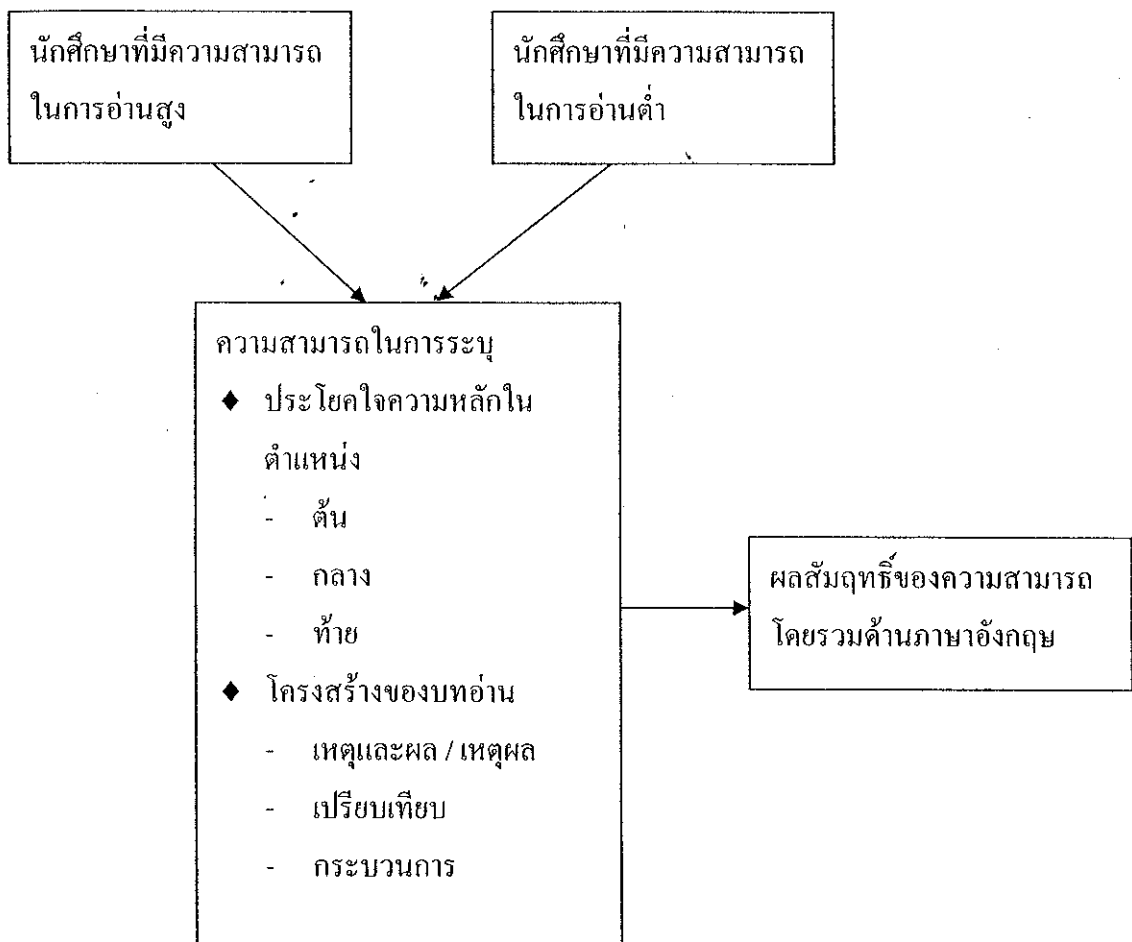 นักศึกษาที่มีความสามารถ
ในการอ่านสูง
นักศึกษาที่มีความสามารถ
ในการอ่านต่ำ
ความสามารถในการระบุ
♦ ประโยคใจความหลักใน
ตำแหน่ง
- ต้น
- กลาง
- ท้าย
♦ โครงสร้างของบทอ่าน
- เหตุและผล / เหตุผล
- เปรียบเทียบ
- กระบวนการ
ผลสัมฤทธิ์ของความสามารถ
โดยรวมด้านภาษาอังกฤษ